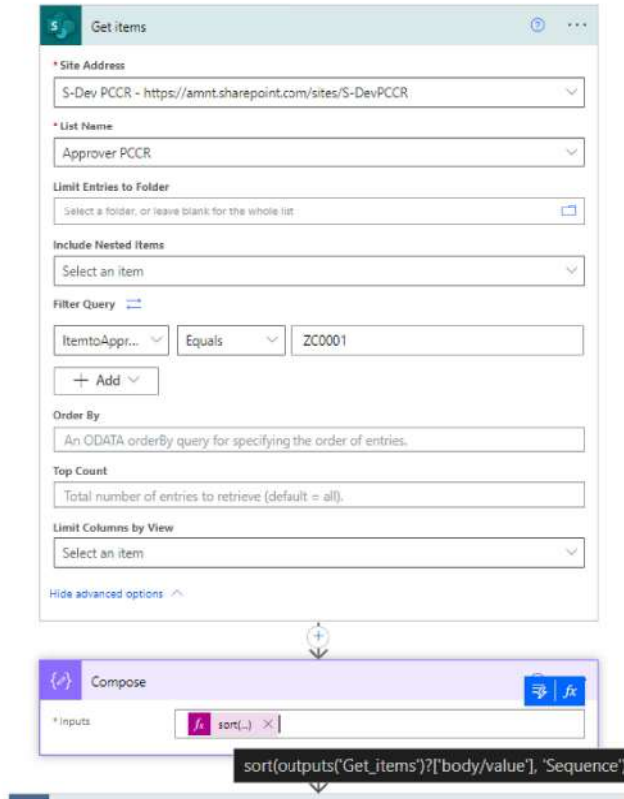 Get items
* Site Address
S-Dev PCCR - https://amnt.sharepoint.com/sites/S-DevPCCR
* List Name
Approver PCCR
Limit Entries to Folder
Select a folder, or leave blank for the whole list
Include Nested Items
Select an item
Filter Query
ItemtoAppr... Equals ZC0001
+ Add
Order By
An ODATA orderBy query for specifying the order of entries.
Top Count
Total number of entries to retrieve (default = all).
Limit Columns by View
Select an item
Hide advanced options
Compose
* Inputs
fx sort(...) ×
fx
sort(outputs('Get_items')?['body/value'], 'Sequence')